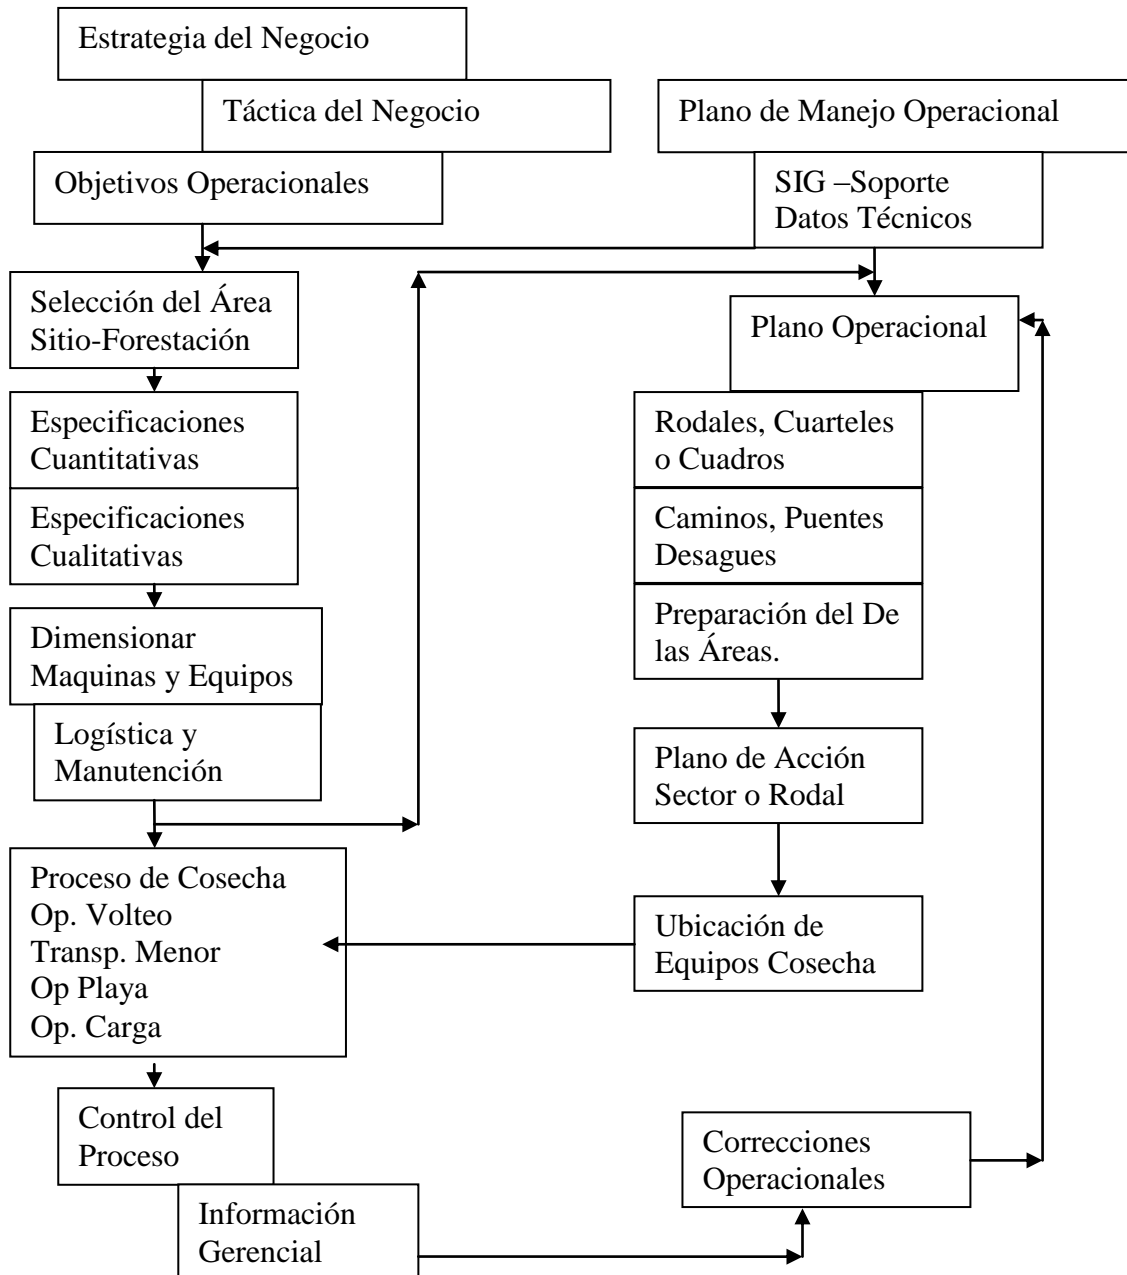 Estrategia del Negocio
Táctica del Negocio
Plano de Manejo Operacional
Objetivos Operacionales
SIG –Soporte
Datos Técnicos
Selección del Área
Sitio-Forestación
Plano Operacional
Especificaciones
Cuantitativas
Rodales, Cuarteles
o Cuadros
Especificaciones
Cualitativas
Caminos, Puentes
Desagues
Dimensionar
Maquinas y Equipos
Preparación del De
las Áreas.
Logística y
Manutención
Plano de Acción
Sector o Rodal
Proceso de Cosecha
Op. Volteo
Transp. Menor
Op Playa
Op. Carga
Ubicación de
Equipos Cosecha
Control del
Proceso
Correcciones
Operacionales
Información
Gerencial